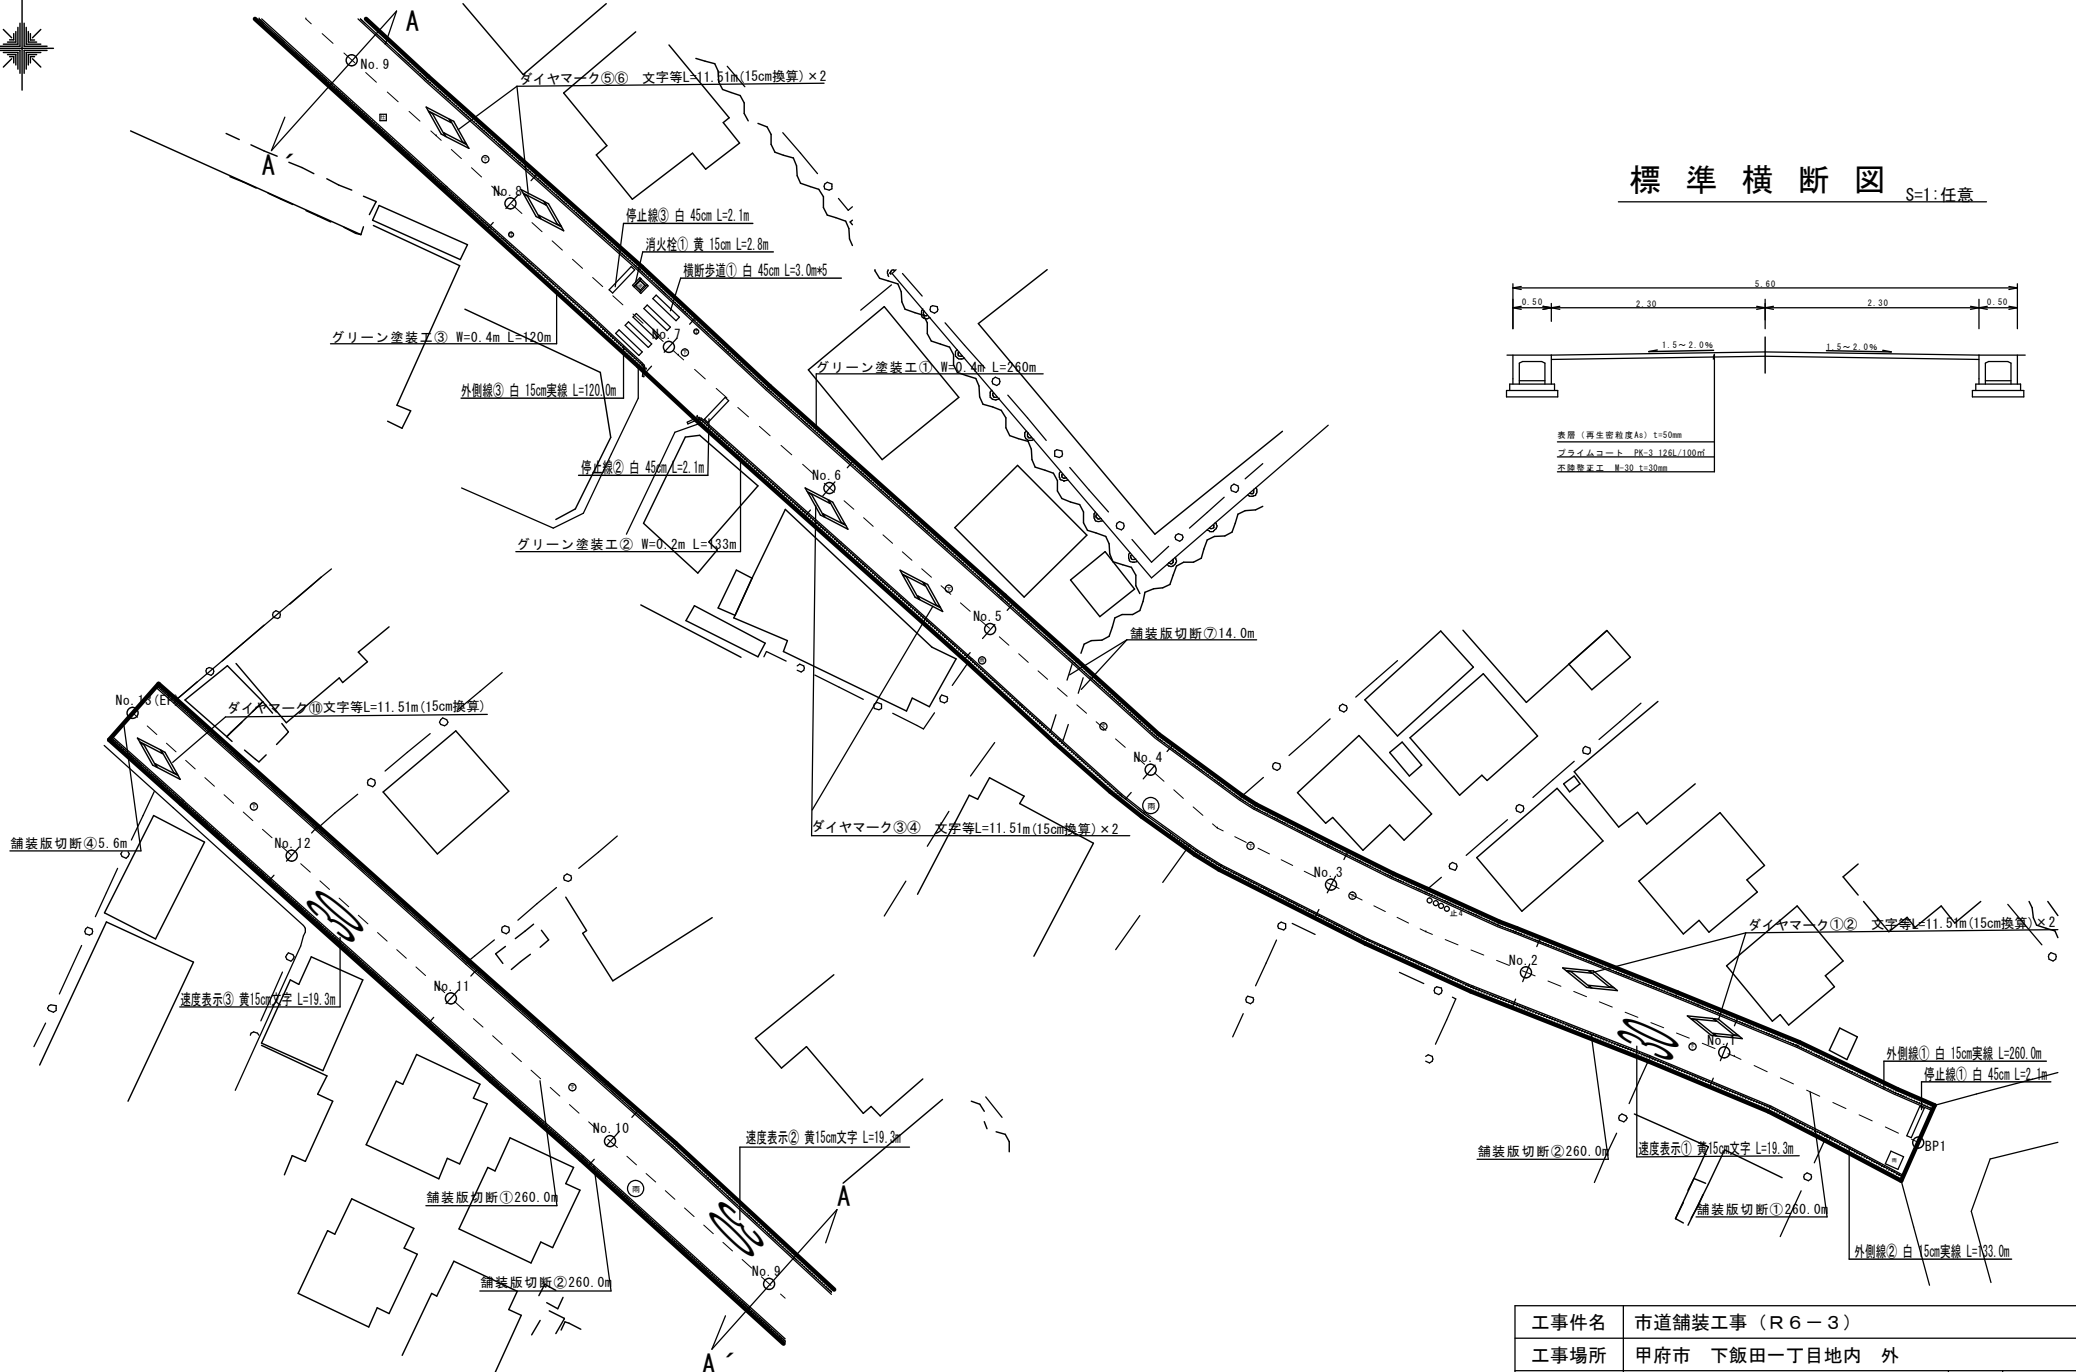 A
No.9
ダイヤマーク⑤⑥　文字等L=11.51m(15cm換算)×2
A´
No.8
停止線③ 白 45cm L=2.1m
消火栓① 黄 15cm L=2.8m
横断歩道① 白 45cm L=3.0m*5
No.7
グリーン塗装工③ W=0.4m L=120m
グリーン塗装工① W=0.4m L=260m
外側線③ 白 15cm実線 L=120.0m
停止線② 白 45cm L=2.1m
No.6
グリーン塗装工② W=0.2m L=133m
No.5
舗装版切断⑦14.0m
No.4
雨
ダイヤマーク③④　文字等L=11.51m(15cm換算)×2
標準横断図
S=1:任意
5.60
0.50
2.30
2.30
0.50
1.5~2.0%
1.5~2.0%
表層（再生密粒度As）t=50mm
プライムコート　PK-3 126L/100㎡
不陸整正工　M-30 t=30mm
No.13(EP)
ダイヤマーク⑩文字等L=11.51m(15cm換算)
舗装版切断④5.6m
No.12
30
速度表示③ 黄15cm文字 L=19.3m
No.11
No.10
雨
舗装版切断①260.0m
舗装版切断②260.0m
速度表示② 黄15cm文字 L=19.3m
30
A
No.9
A´
No.3
止4
No.2
ダイヤマーク①②　文字等L=11.51m(15cm換算)×2
30
No.1
外側線① 白 15cm実線 L=260.0m
停止線① 白 45cm L=2.1m
BP1
舗装版切断②260.0m
速度表示① 黄15cm文字 L=19.3m
舗装版切断①260.0m
外側線② 白 15cm実線 L=133.0m
工事件名　市道舗装工事（Ｒ６－３）
工事場所　甲府市　下飯田一丁目地内　外